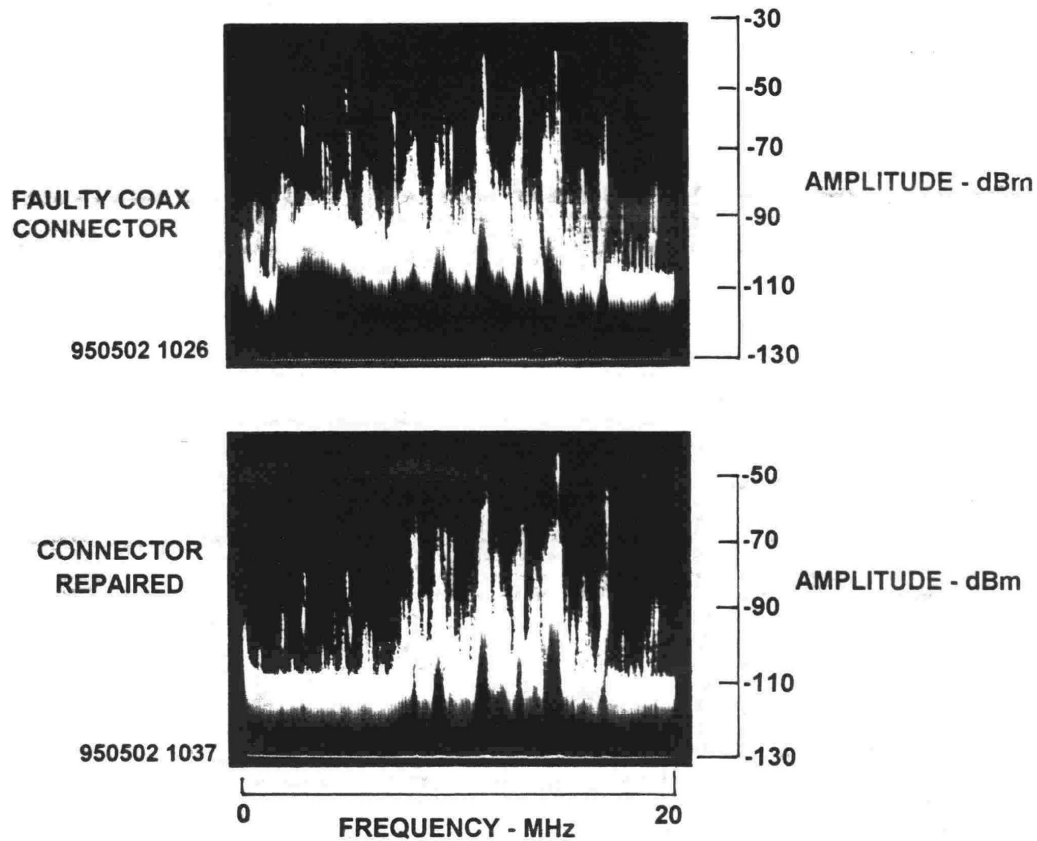 -30
-50
-70
-90
-110
-130
AMPLITUDE - dBm
FAULTY COAX
CONNECTOR
950502 1026
-50
-70
-90
-110
-130
AMPLITUDE - dBm
CONNECTOR
REPAIRED
950502 1037
0
20
FREQUENCY - MHz